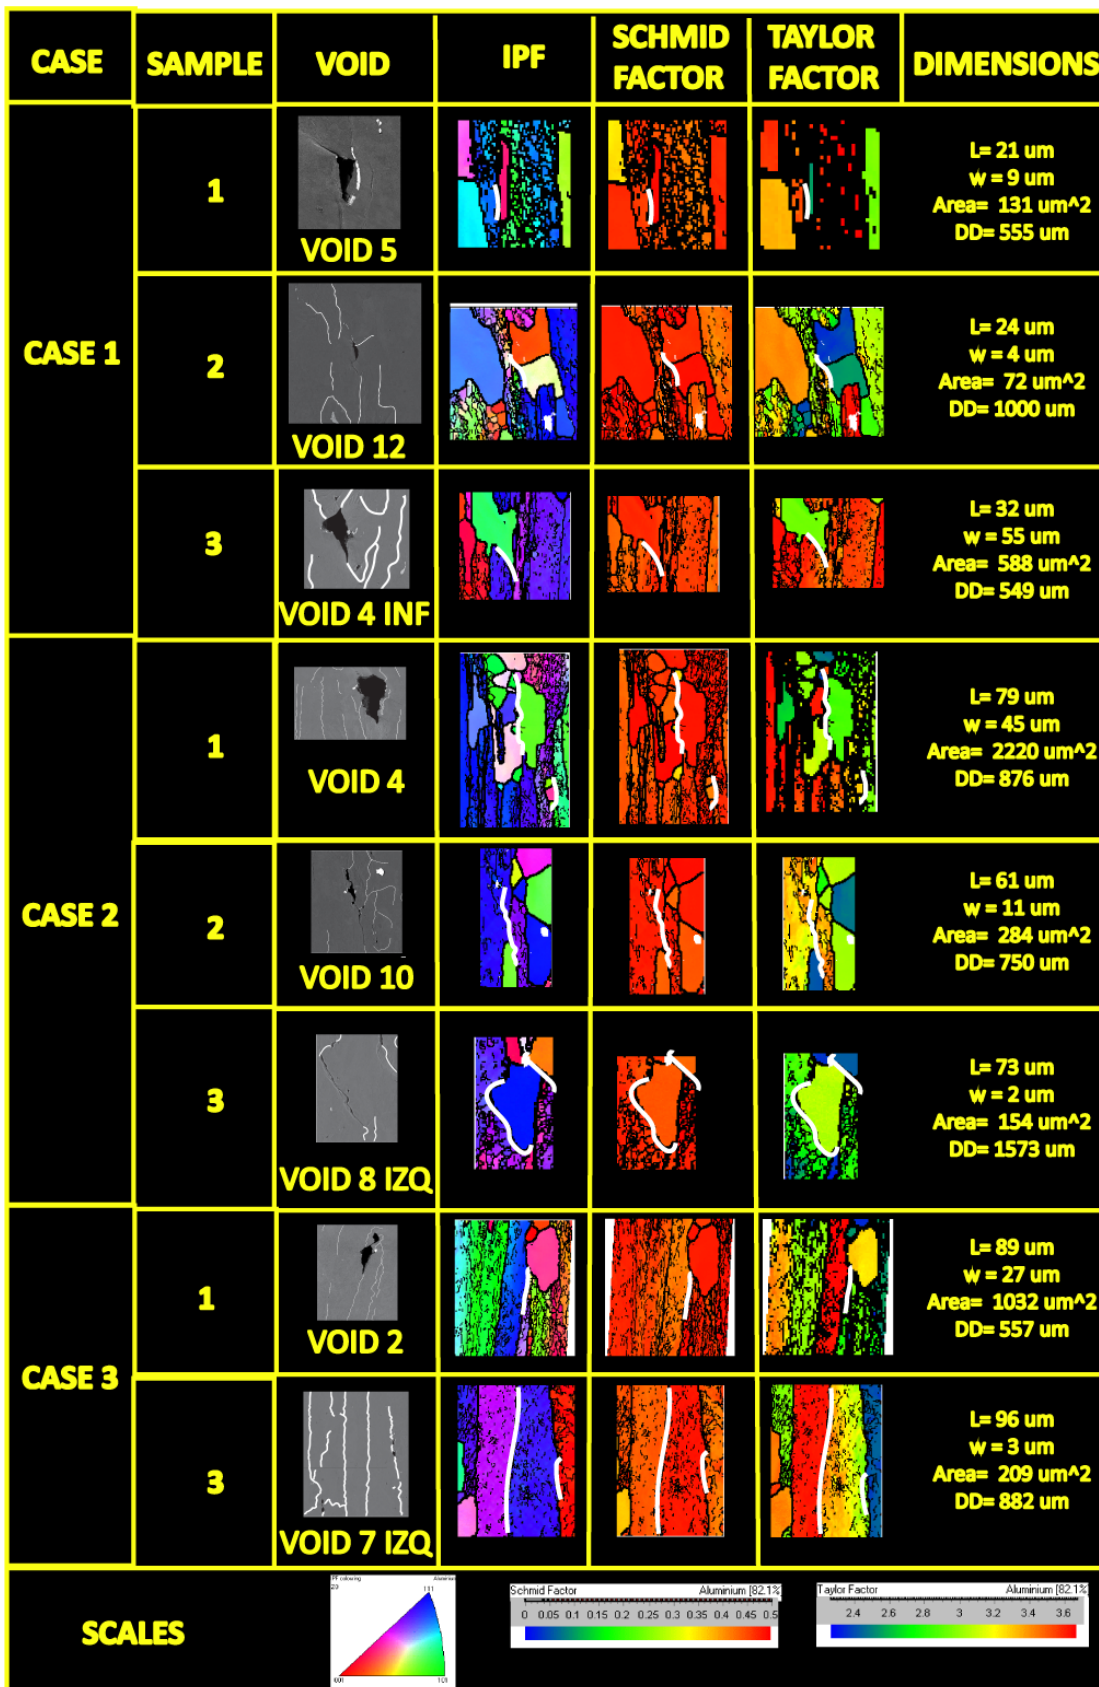 CASE
SAMPLE
VOID
IPF
SCHMID
FACTOR
TAYLOR
FACTOR
DIMENSIONS
CASE 1
1
VOID 5
L= 21 um
w = 9 um
Area= 131 um^2
DD= 555 um
2
VOID 12
L= 24 um
w = 4 um
Area= 72 um^2
DD= 1000 um
3
VOID 4 INF
L= 32 um
w = 55 um
Area= 588 um^2
DD= 549 um
CASE 2
1
VOID 4
L= 79 um
w = 45 um
Area= 2220 um^2
DD= 876 um
2
VOID 10
L= 61 um
w = 11 um
Area= 284 um^2
DD= 750 um
3
VOID 8 IZQ
L= 73 um
w = 2 um
Area= 154 um^2
DD= 1573 um
CASE 3
1
VOID 2
L= 89 um
w = 27 um
Area= 1032 um^2
DD= 557 um
3
VOID 7 IZQ
L= 96 um
w = 3 um
Area= 209 um^2
DD= 882 um
SCALES
IPF colouring
Aluminium
111
001
101
Schmid Factor Aluminium [82.1%
0 0.05 0.1 0.15 0.2 0.25 0.3 0.35 0.4 0.45 0.5
Taylor Factor Aluminium [82.1%
2.4 2.6 2.8 3 3.2 3.4 3.6